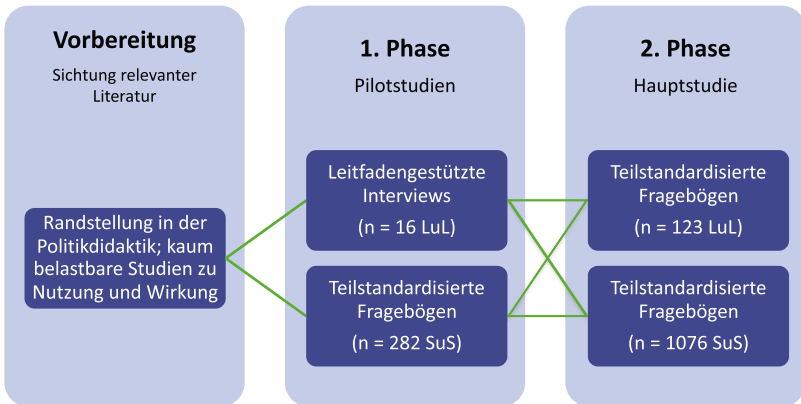 Vorbereitung
Sichtung relevanter
Literatur
Randstellung in der
Politikdidaktik; kaum
belastbare Studien zu
Nutzung und Wirkung
1. Phase
Pilotstudien
Leitfadengestützte
Interviews
(n = 16 LuL)
Teilstandardisierte
Fragebögen
(n = 282 SuS)
2. Phase
Hauptstudie
Teilstandardisierte
Fragebögen
(n = 123 LuL)
Teilstandardisierte
Fragebögen
(n = 1076 SuS)